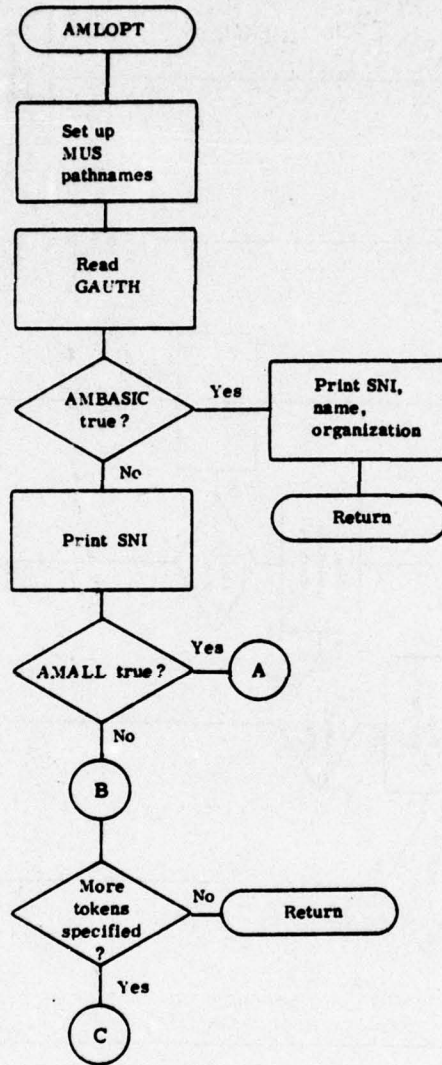 AMLOPT
Set up
MUS
pathnames
Read
GAUTH
AMBASIC
true?
Yes
Print SNI,
name,
organization
No
Return
Print SNI
AMALL true?
Yes
A
No
B
More
tokens
specified
?
No
Return
Yes
C